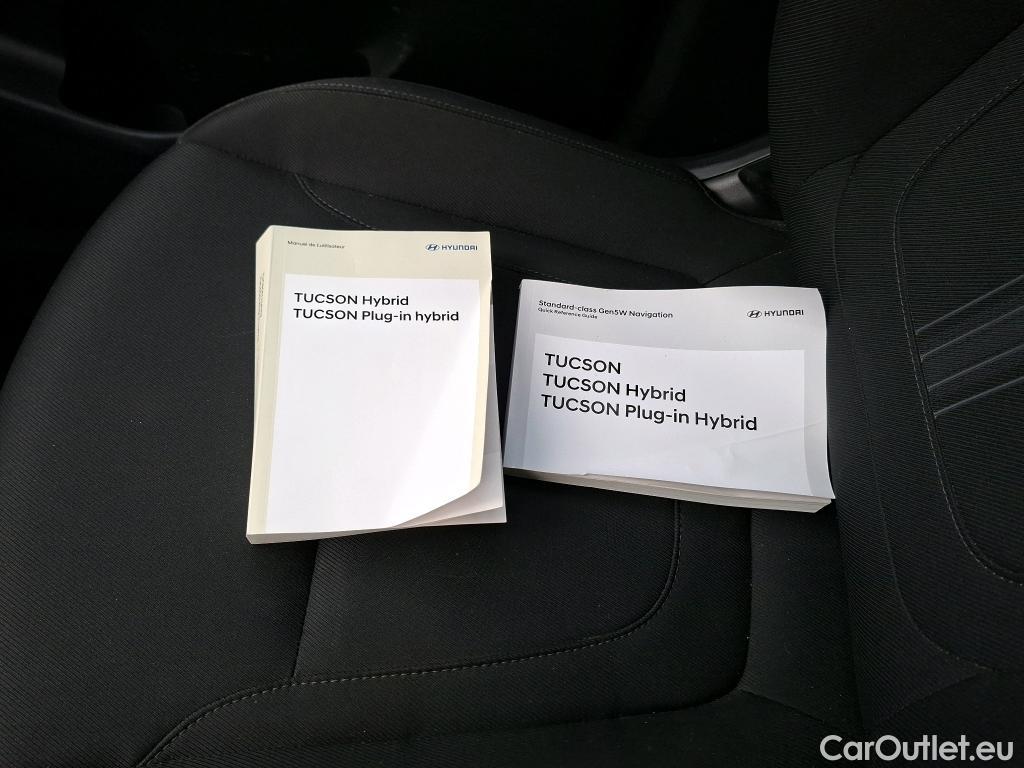 Manuel de l'utilisateur
HYUNDAI
TUCSON Hybrid
TUCSON Plug-in hybrid
Standard-class Gen5W Navigation
Quick Reference Guide
HYUNDAI
TUCSON
TUCSON Hybrid
TUCSON Plug-in Hybrid
CarOutlet.eu